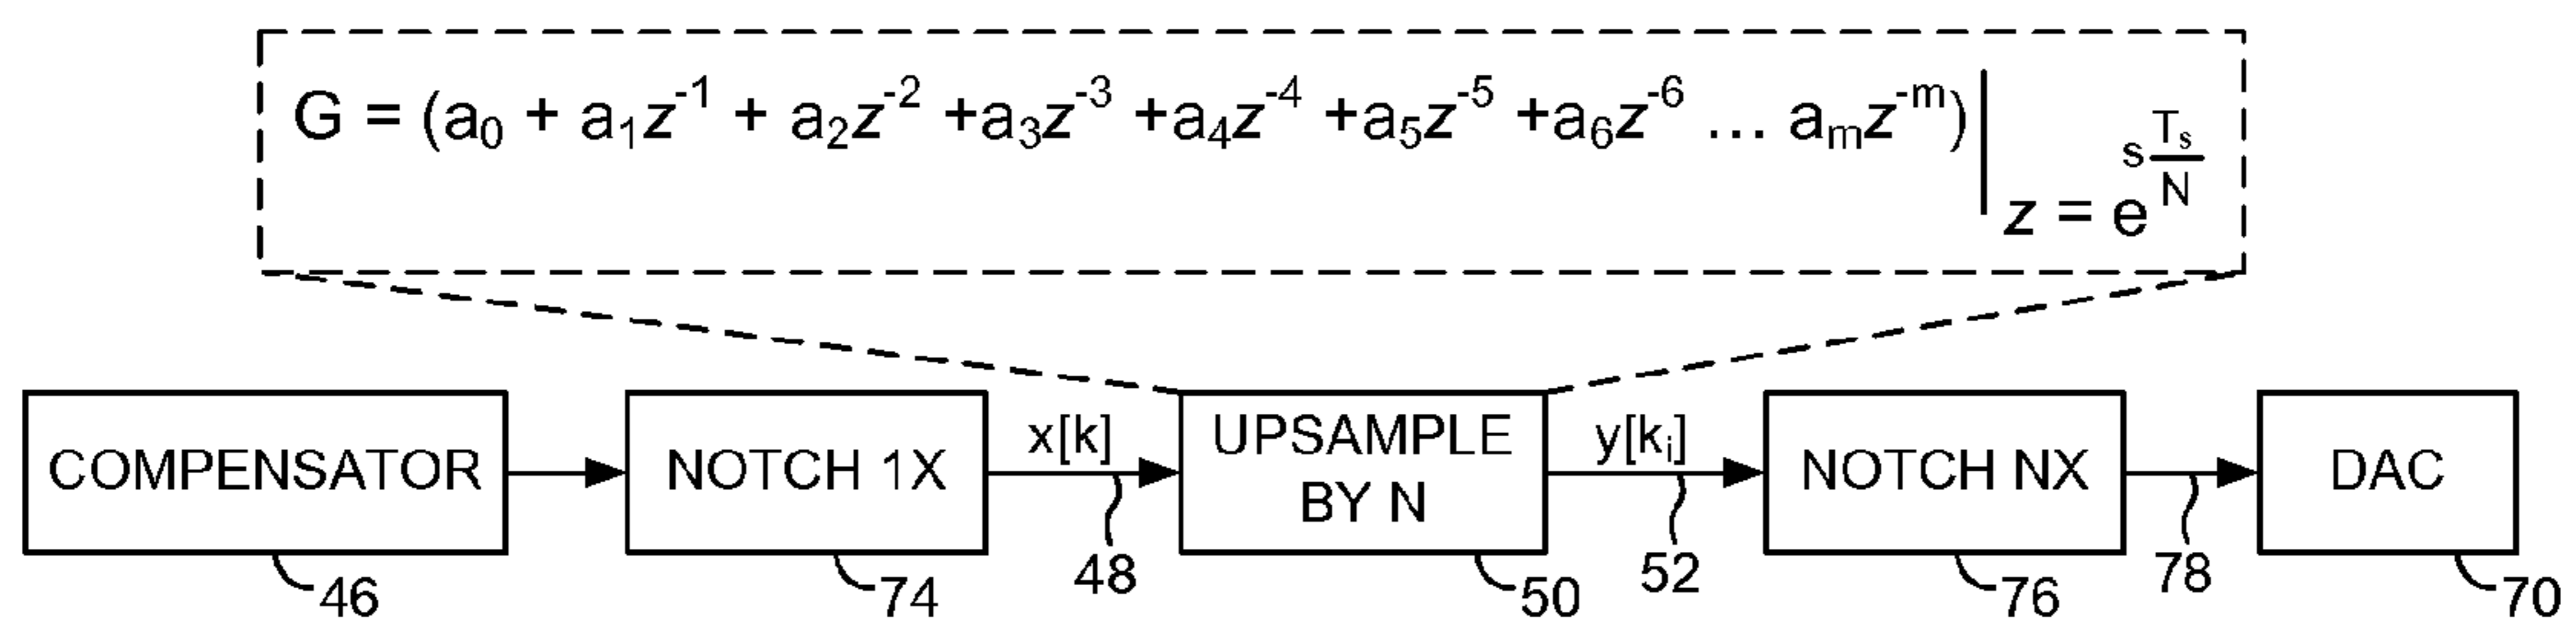 G = (a₀ + a₁z⁻¹ + a₂z⁻² +a₃z⁻³ +a₄z⁻⁴ +a₅z⁻⁵ +a₆z⁻⁶ ... aₘz⁻ᵐ)|
z = e^(s Tₛ/N)
COMPENSATOR
NOTCH 1X
x[k]
UPSAMPLE
BY N
y[kᵢ]
NOTCH NX
DAC
46
74
48
50
52
76
78
70